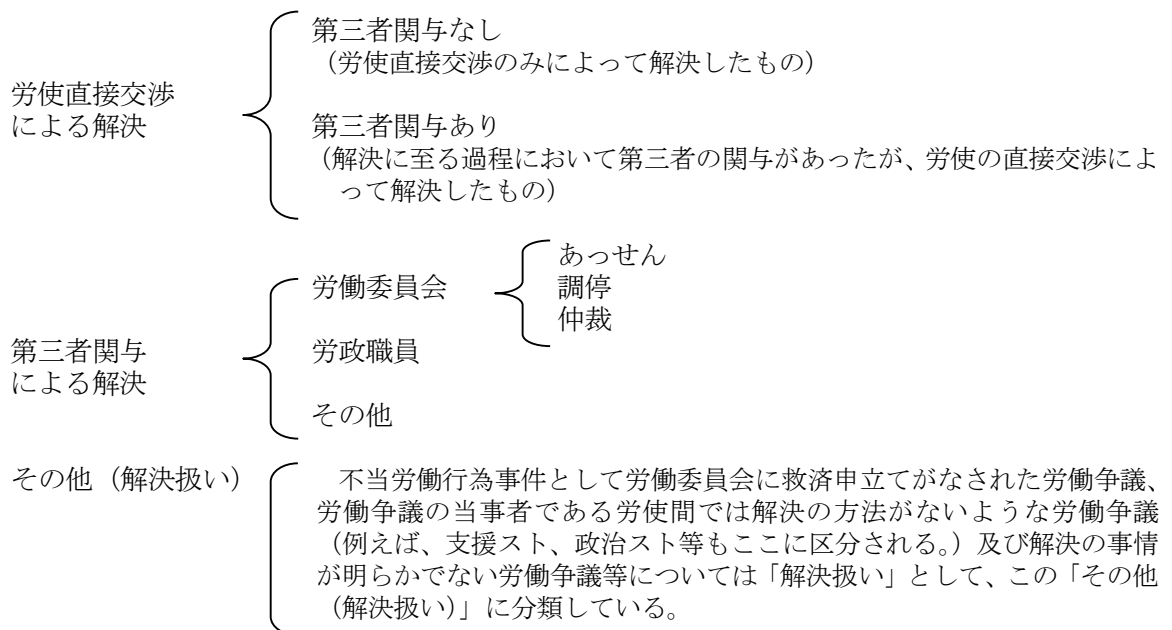 労使直接交渉
による解決
第三者関与なし
（労使直接交渉のみによって解決したもの）
第三者関与あり
（解決に至る過程において第三者の関与があったが、労使の直接交渉によ
って解決したもの）
第三者関与
による解決
労働委員会
あっせん
調停
仲裁
労政職員
その他
その他（解決扱い）
不当労働行為事件として労働委員会に救済申立てがなされた労働争議、
労働争議の当事者である労使間では解決の方法がないような労働争議
（例えば、支援スト、政治スト等もここに区分される。）及び解決の事情
が明らかでない労働争議等については「解決扱い」として、この「その他
（解決扱い）」に分類している。